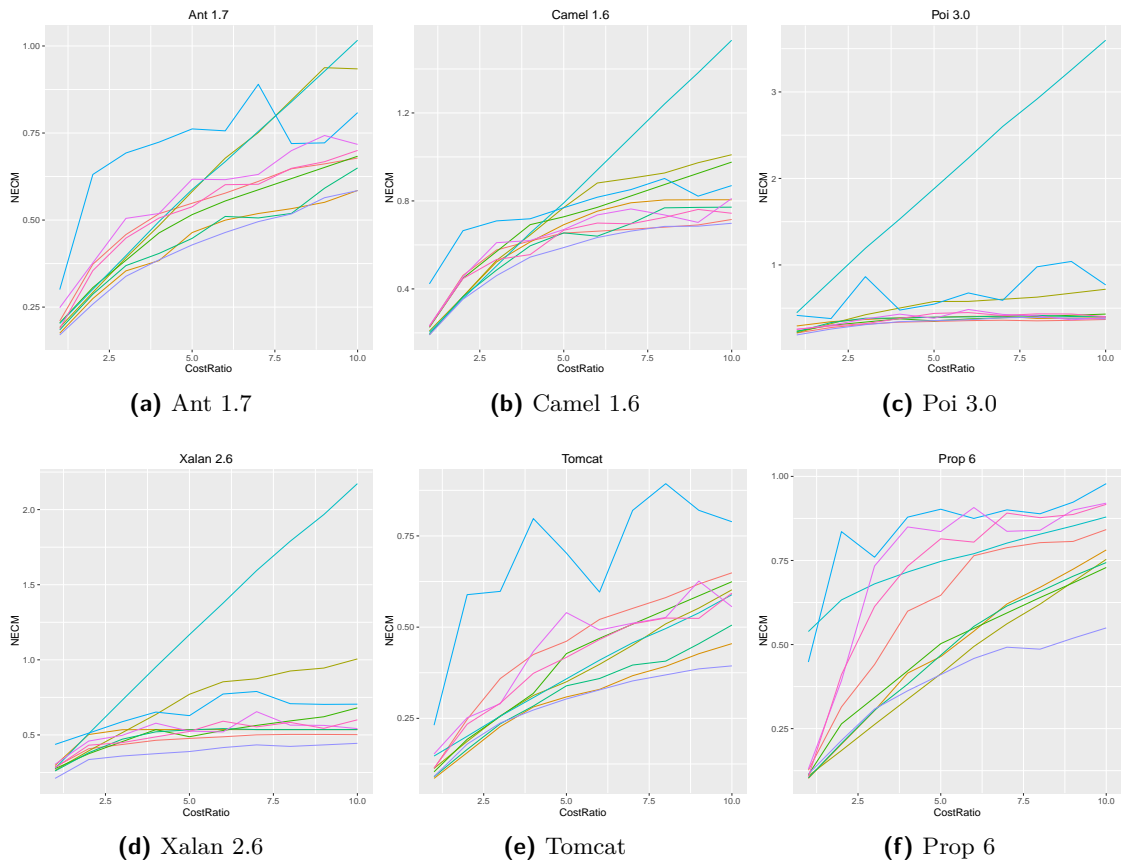 Ant 1.7
Camel 1.6
Poi 3.0
NECM
1.00
0.75
0.50
0.25
2.5 5.0 7.5 10.0
CostRatio
NECM
1.2
0.8
0.4
2.5 5.0 7.5 10.0
CostRatio
NECM
3
2
1
2.5 5.0 7.5 10.0
CostRatio
(a) Ant 1.7
(b) Camel 1.6
(c) Poi 3.0
Xalan 2.6
Tomcat
Prop 6
NECM
2.0
1.5
1.0
0.5
2.5 5.0 7.5 10.0
CostRatio
NECM
0.75
0.50
0.25
2.5 5.0 7.5 10.0
CostRatio
NECM
1.00
0.75
0.50
0.25
2.5 5.0 7.5 10.0
CostRatio
(d) Xalan 2.6
(e) Tomcat
(f) Prop 6